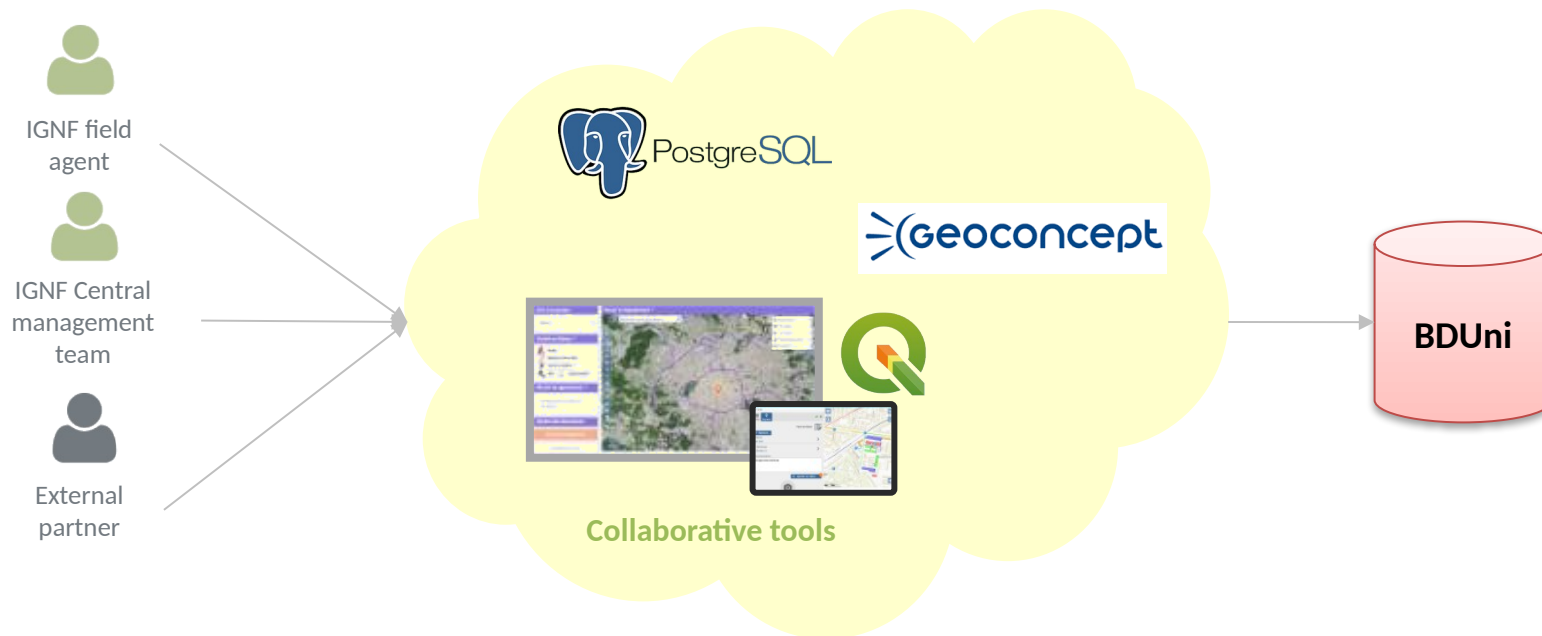 IGNF field
agent
IGNF Central
management
team
External
partner
PostgreSQL
Geoconcept
Collaborative tools
BDUni